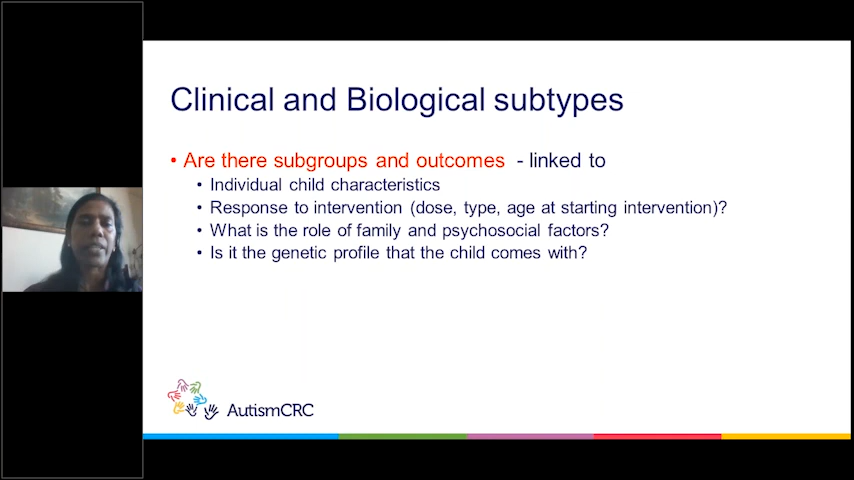 Clinical and Biological subtypes
• Are there subgroups and outcomes - linked to
• Individual child characteristics
• Response to intervention (dose, type, age at starting intervention)?
• What is the role of family and psychosocial factors?
• Is it the genetic profile that the child comes with?
AutismCRC